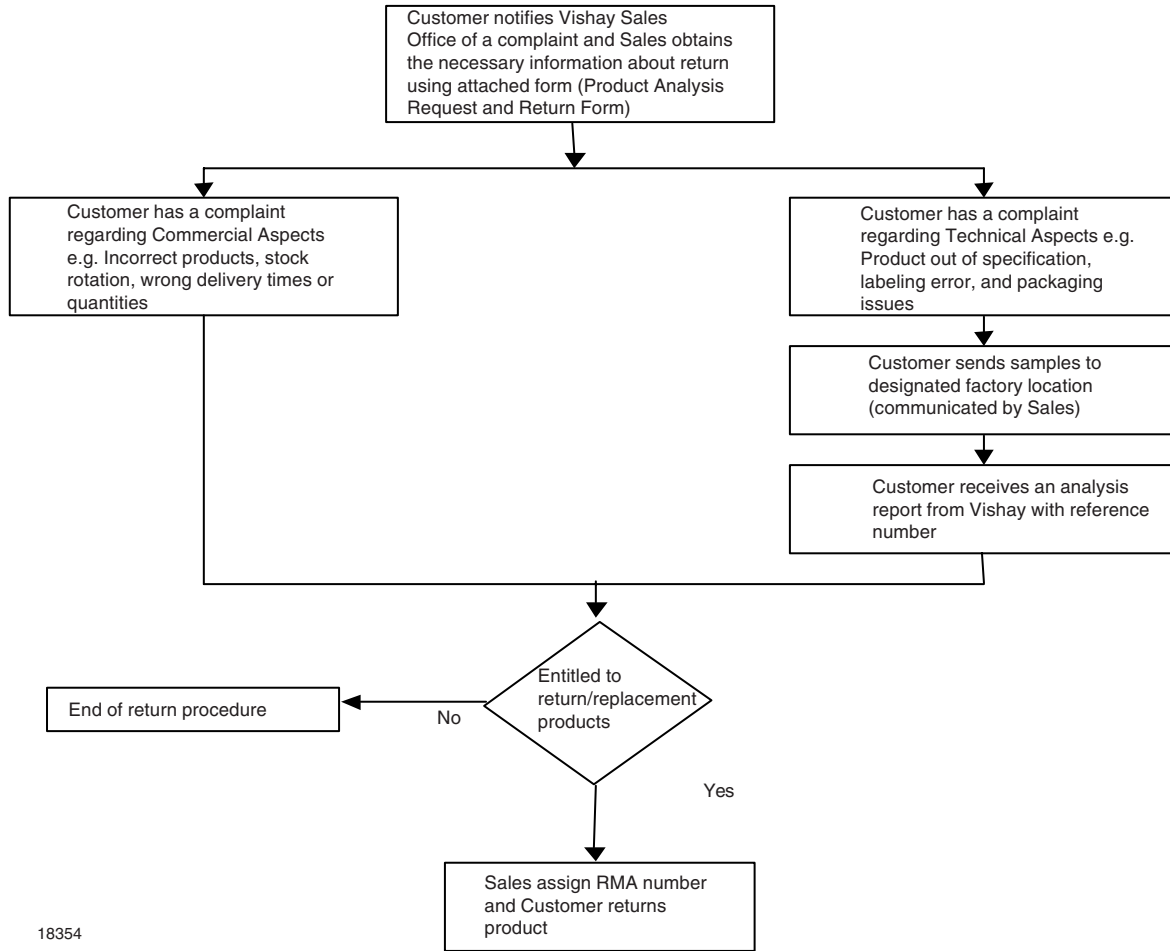 Customer notifies Vishay Sales
Office of a complaint and Sales obtains
the necessary information about return
using attached form (Product Analysis
Request and Return Form)
Customer has a complaint
regarding Commercial Aspects
e.g. Incorrect products, stock
rotation, wrong delivery times or
quantities
Customer has a complaint
regarding Technical Aspects e.g.
Product out of specification,
labeling error, and packaging
issues
Customer sends samples to
designated factory location
(communicated by Sales)
Customer receives an analysis
report from Vishay with reference
number
Entitled to
return/replacement
products
No
End of return procedure
Yes
Sales assign RMA number
and Customer returns
product
18354